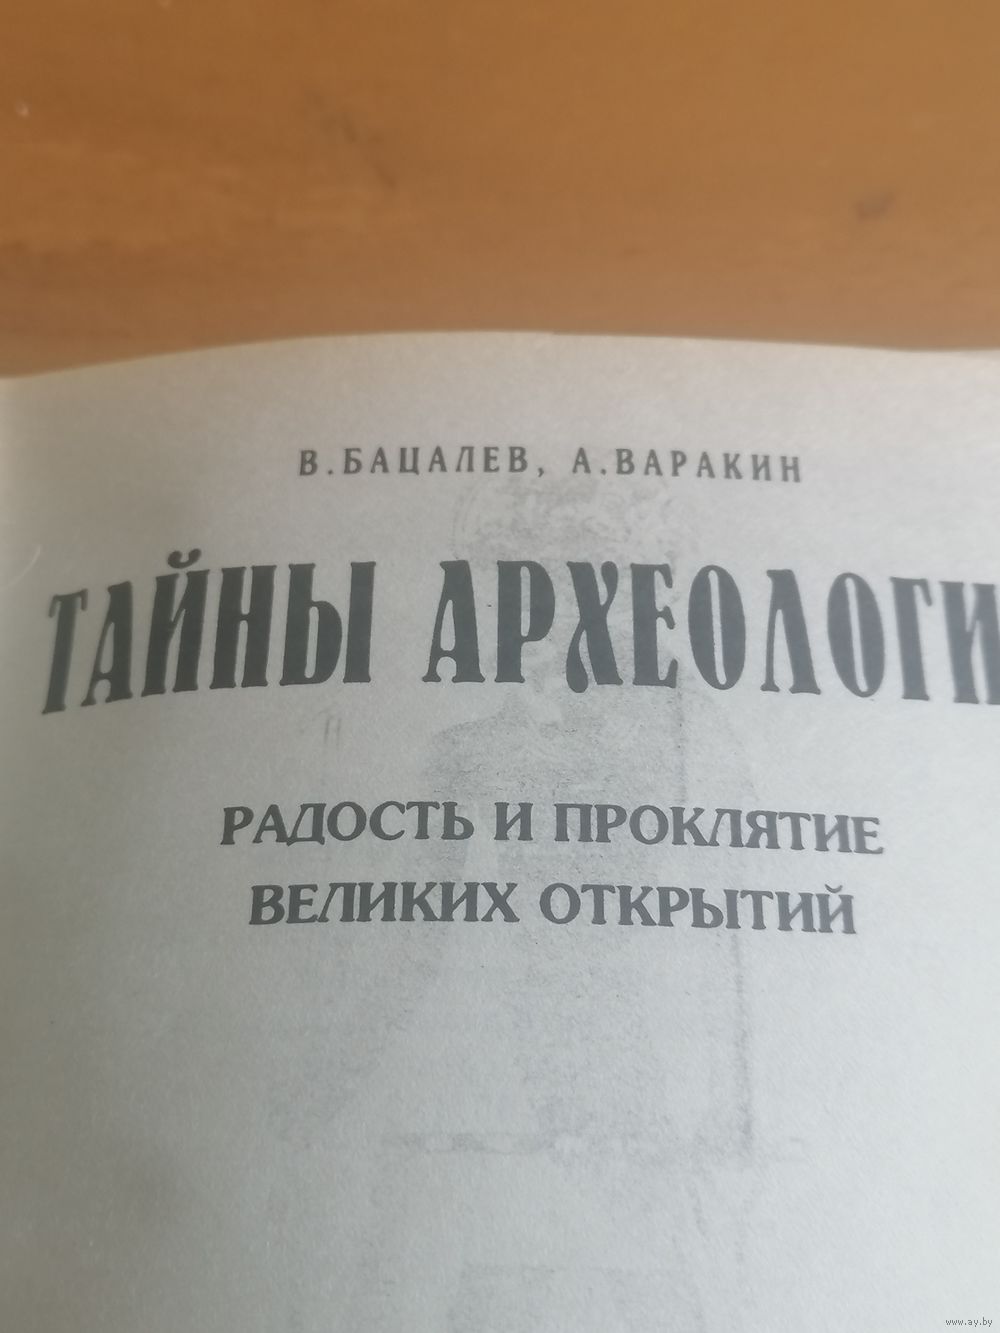 В.БАЦАЛЕВ, А.ВАРАКИН
ТАЙНЫ АРХЕОЛОГИ
РАДОСТЬ И ПРОКЛЯТИЕ
ВЕЛИКИХ ОТКРЫТИЙ
www.ay.by